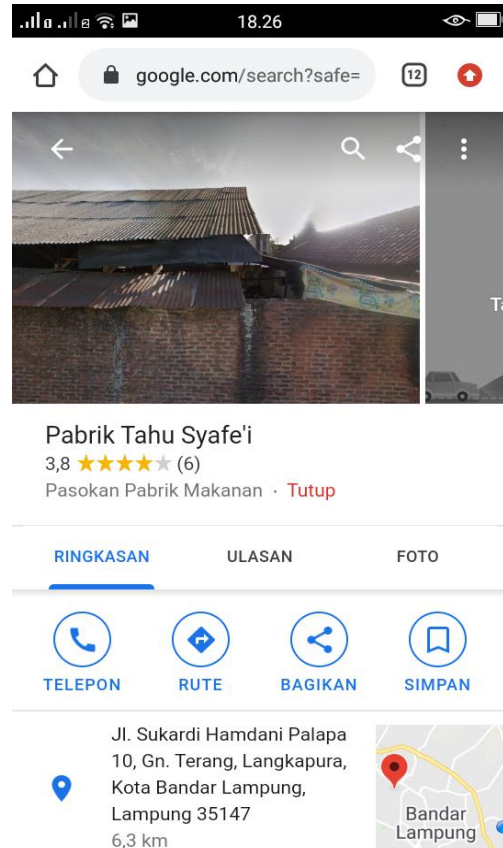 18.26
google.com/search?safe=
12
Pabrik Tahu Syafe'i
3,8 (6)
Pasokan Pabrik Makanan · Tutup
RINGKASAN
ULASAN
FOTO
TELEPON
RUTE
BAGIKAN
SIMPAN
Jl. Sukardi Hamdani Palapa
10, Gn. Terang, Langkapura,
Kota Bandar Lampung,
Lampung 35147
6,3 km
Bandar
Lampung